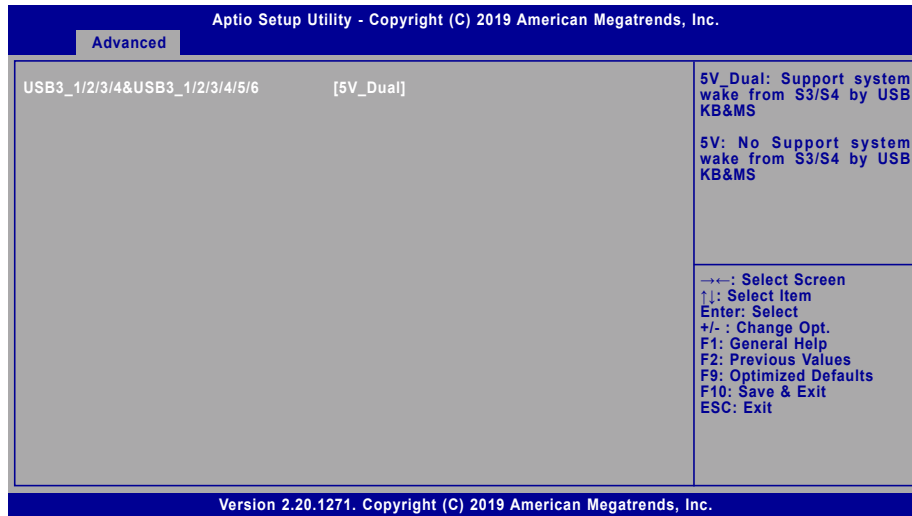 Aptio Setup Utility - Copyright (C) 2019 American Megatrends, Inc.
Advanced
USB3_1/2/3/4&USB3_1/2/3/4/5/6 [5V_Dual]
5V_Dual: Support system
wake from S3/S4 by USB
KB&MS
5V: No Support system
wake from S3/S4 by USB
KB&MS
→←: Select Screen
↑↓: Select Item
Enter: Select
+/- : Change Opt.
F1: General Help
F2: Previous Values
F9: Optimized Defaults
F10: Save & Exit
ESC: Exit
Version 2.20.1271. Copyright (C) 2019 American Megatrends, Inc.